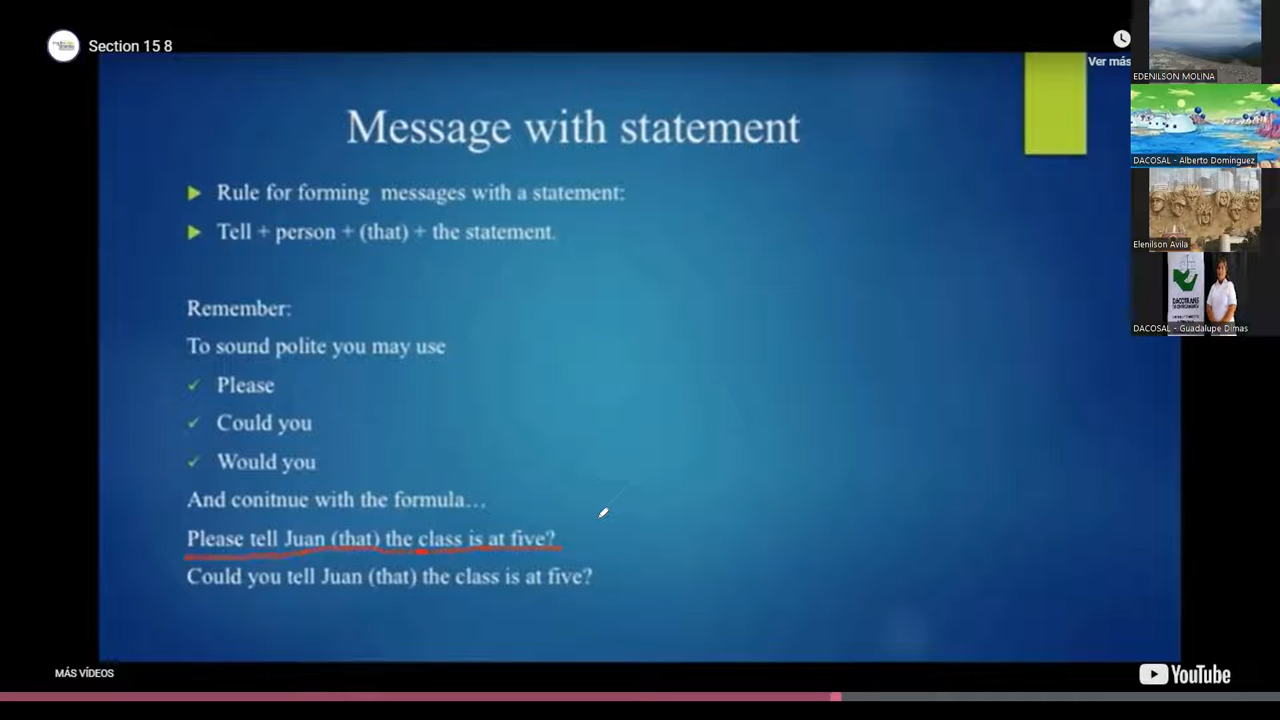 Section 15 8
Ver más
Message with statement
Rule for forming messages with a statement:
Tell + person + (that) + the statement.
Remember:
To sound polite you may use
Please
Could you
Would you
And conitnue with the formula…
Please tell Juan (that) the class is at five?
Could you tell Juan (that) the class is at five?
MÁS VÍDEOS
YouTube
EDENILSON MOLINA
DACOSAL - Alberto Dominguez
Elenilson Avila
DACOTRANS
DACOSAL - Guadalupe Dimas